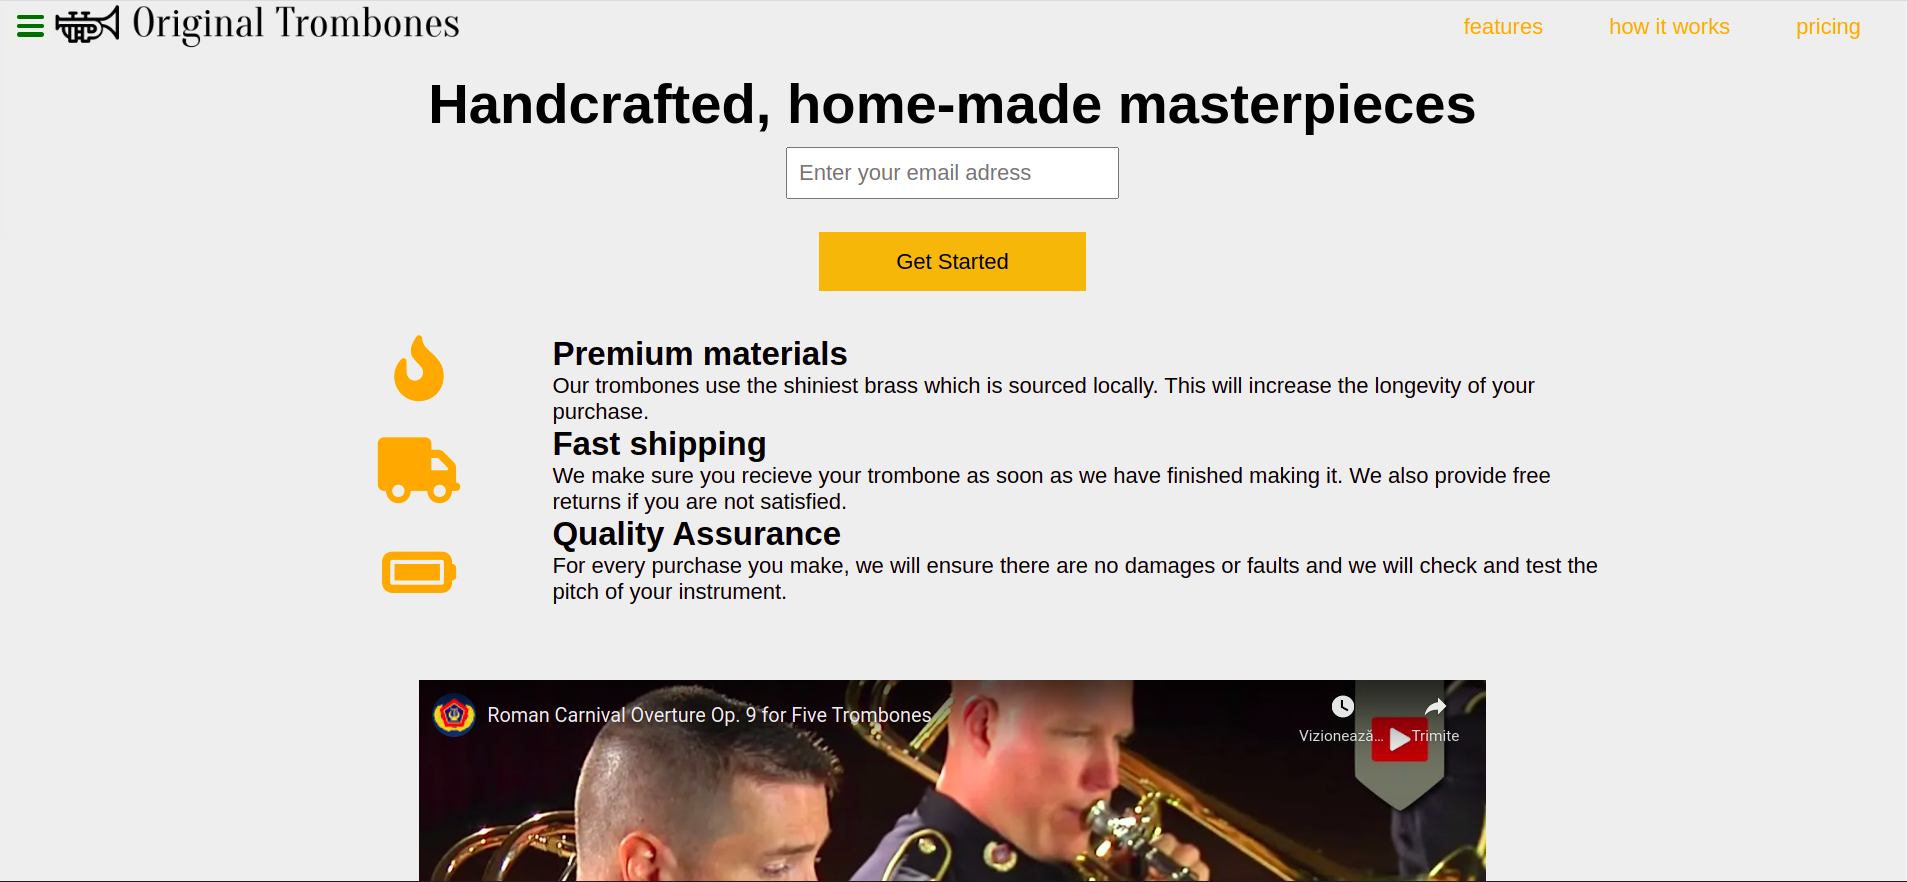 Original Trombones
features
how it works
pricing
Handcrafted, home-made masterpieces
Enter your email adress
Get Started
Premium materials
Our trombones use the shiniest brass which is sourced locally. This will increase the longevity of your
purchase.
Fast shipping
We make sure you recieve your trombone as soon as we have finished making it. We also provide free
returns if you are not satisfied.
Quality Assurance
For every purchase you make, we will ensure there are no damages or faults and we will check and test the
pitch of your instrument.
Roman Carnival Overture Op. 9 for Five Trombones
Vizionează...
Trimite